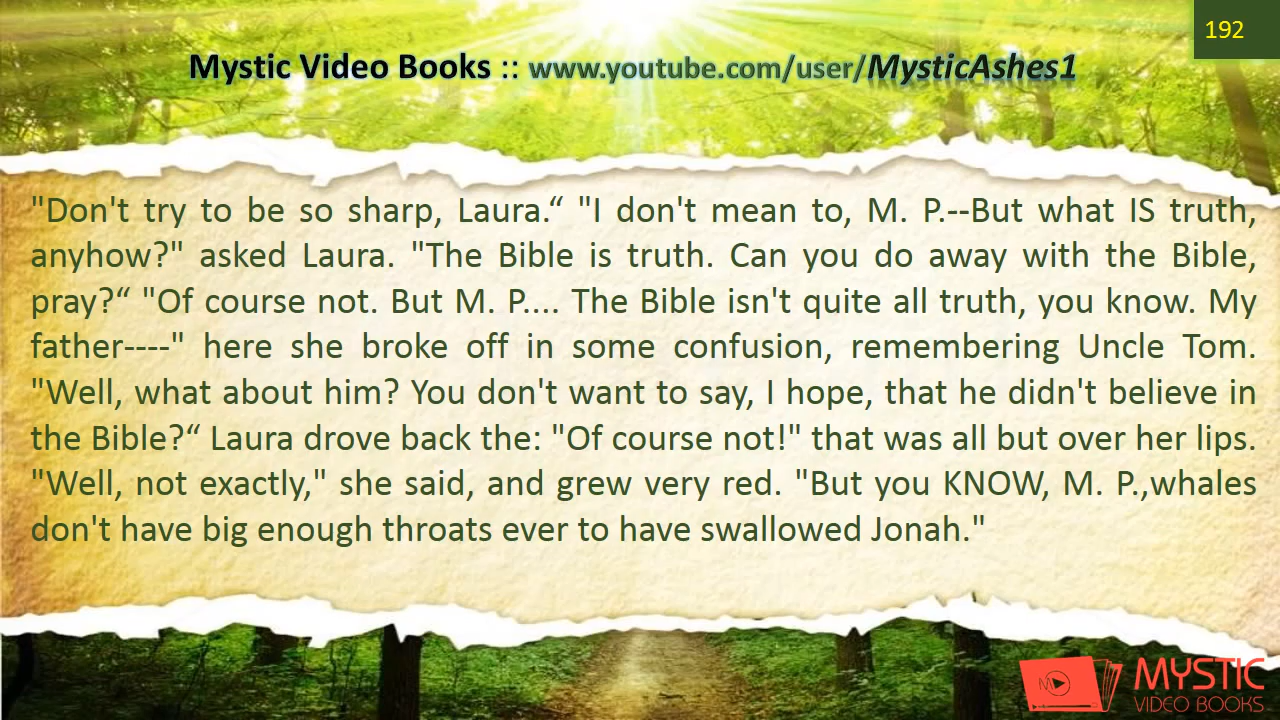 192
Mystic Video Books :: www.youtube.com/user/MysticAshes1
"Don't try to be so sharp, Laura.“ "I don't mean to, M. P.--But what IS truth,
anyhow?" asked Laura. "The Bible is truth. Can you do away with the Bible,
pray?“ "Of course not. But M. P.... The Bible isn't quite all truth, you know. My
father----" here she broke off in some confusion, remembering Uncle Tom.
"Well, what about him? You don't want to say, I hope, that he didn't believe in
the Bible?“ Laura drove back the: "Of course not!" that was all but over her lips.
"Well, not exactly," she said, and grew very red. "But you KNOW, M. P.,whales
don't have big enough throats ever to have swallowed Jonah."
MYSTIC
VIDEO BOOKS